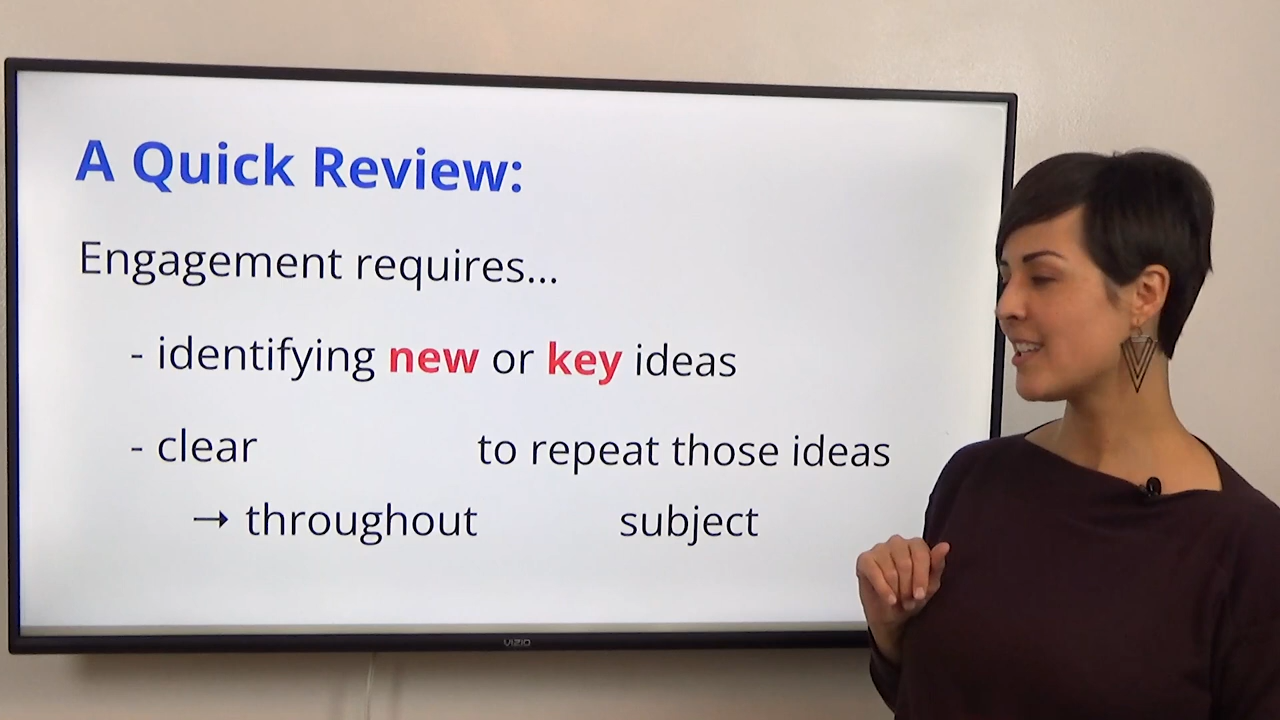 A Quick Review:
Engagement requires...
- identifying new or key ideas
- clear to repeat those ideas
→ throughout subject
VIZIO